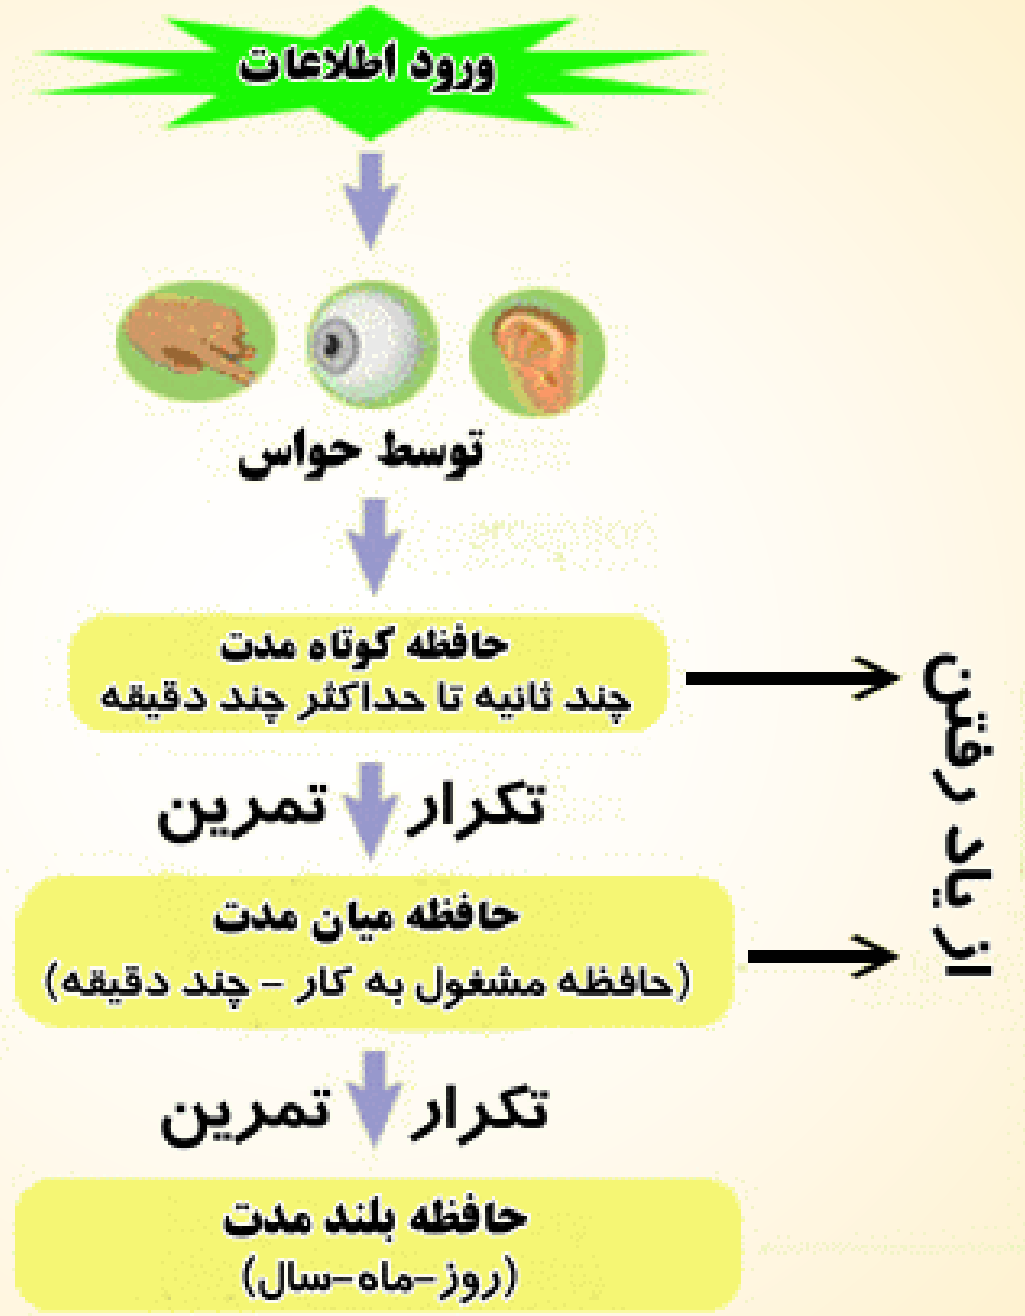 ورود اطلاعات
توسط حواس
حافظه کوتاه مدت
چند ثانیه تا حداکثر چند دقیقه
از یاد رفتن
تکرار تمرین
حافظه میان مدت
(حافظه مشغول به کار – چند دقیقه)
تکرار تمرین
حافظه بلند مدت
(روز-ماه-سال)